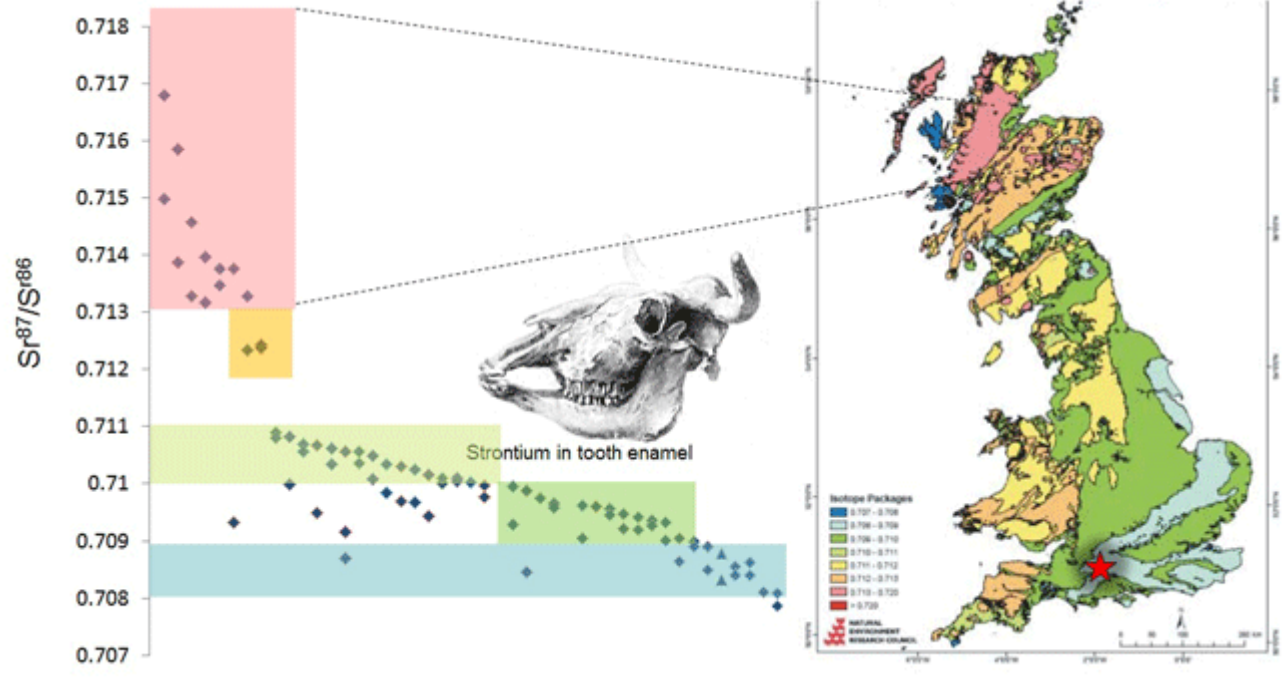 0.718
0.717
0.716
0.715
0.714
0.713
0.712
0.711
0.71
0.709
0.708
0.707
Sr87/Sr86
Strontium in tooth enamel
Isotope Packages
0.707 - 0.708
0.708 - 0.709
0.709 - 0.710
0.710 - 0.711
0.711 - 0.712
0.712 - 0.713
0.713 - 0.720
> 0.720
NATURAL
ENVIRONMENT
RESEARCH COUNCIL
N